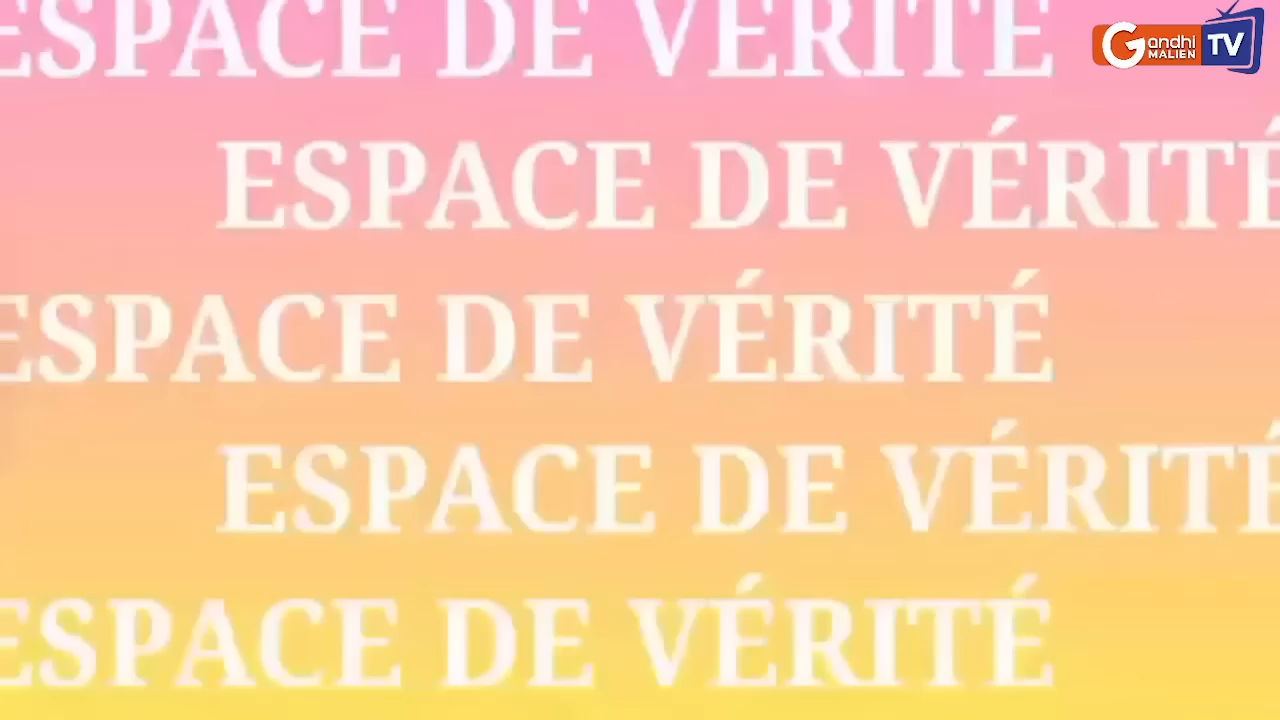 ESPACE DE VÉRITÉ
Gandhi
MALIEN
TV
ESPACE DE VÉRITÉ
ESPACE DE VÉRITÉ
ESPACE DE VÉRITÉ
ESPACE DE VÉRITÉ